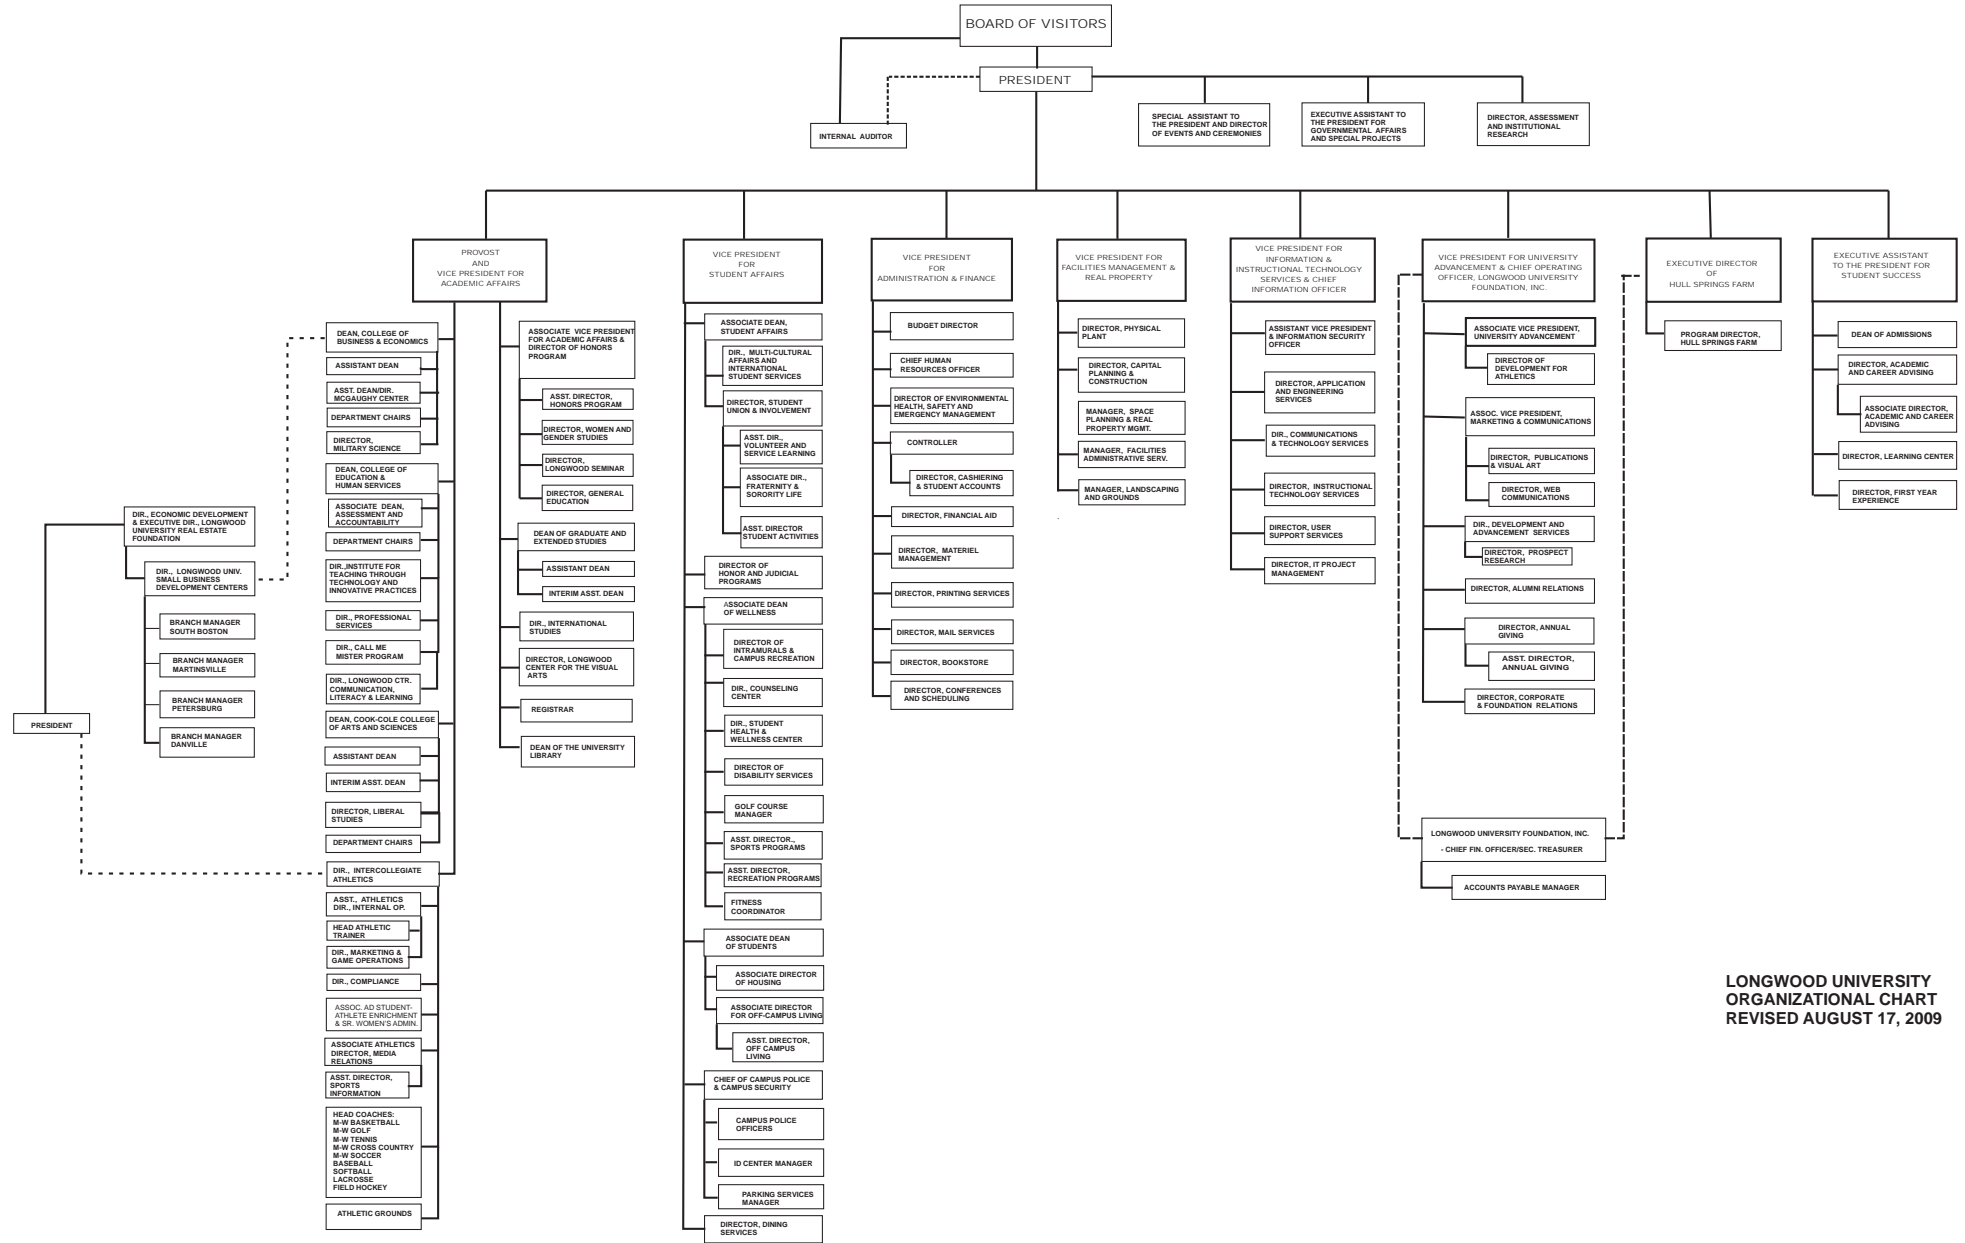 BOARD OF VISITORS
PRESIDENT
INTERNAL AUDITOR
SPECIAL ASSISTANT TO
THE PRESIDENT AND DIRECTOR
OF EVENTS AND CEREMONIES
EXECUTIVE ASSISTANT TO
THE PRESIDENT FOR
GOVERNMENTAL AFFAIRS
AND SPECIAL PROJECTS
DIRECTOR, ASSESSMENT
AND INSTITUTIONAL
RESEARCH
PROVOST
AND
VICE PRESIDENT FOR
ACADEMIC AFFAIRS
VICE PRESIDENT
FOR
STUDENT AFFAIRS
VICE PRESIDENT
FOR
ADMINISTRATION & FINANCE
VICE PRESIDENT FOR
FACILITIES MANAGEMENT &
REAL PROPERTY
VICE PRESIDENT FOR
INFORMATION &
INSTRUCTIONAL TECHNOLOGY
SERVICES & CHIEF
INFORMATION OFFICER
VICE PRESIDENT FOR UNIVERSITY
ADVANCEMENT & CHIEF OPERATING
OFFICER, LONGWOOD UNIVERSITY
FOUNDATION, INC.
EXECUTIVE DIRECTOR
OF
HULL SPRINGS FARM
EXECUTIVE ASSISTANT
TO THE PRESIDENT FOR
STUDENT SUCCESS
DIR., ECONOMIC DEVELOPMENT
& EXECUTIVE DIR., LONGWOOD
UNIVERSITY REAL ESTATE
FOUNDATION
DIR., LONGWOOD UNIV.
SMALL BUSINESS
DEVELOPMENT CENTERS
BRANCH MANAGER
SOUTH BOSTON
BRANCH MANAGER
MARTINSVILLE
BRANCH MANAGER
PETERSBURG
BRANCH MANAGER
DANVILLE
PRESIDENT
DEAN, COLLEGE OF
BUSINESS & ECONOMICS
ASSISTANT DEAN
ASST. DEAN/DIR.
MCGAUGHY CENTER
DEPARTMENT CHAIRS
DIRECTOR,
MILITARY SCIENCE
DEAN, COLLEGE OF
EDUCATION &
HUMAN SERVICES
ASSOCIATE DEAN,
ASSESSMENT AND
ACCOUNTABILITY
DEPARTMENT CHAIRS
DIR.,INSTITUTE FOR
TEACHING THROUGH
TECHNOLOGY AND
INNOVATIVE PRACTICES
DIR., PROFESSIONAL
SERVICES
DIR., CALL ME
MISTER PROGRAM
DIR., LONGWOOD CTR.
COMMUNICATION,
LITERACY & LEARNING
DEAN, COOK-COLE COLLEGE
OF ARTS AND SCIENCES
ASSISTANT DEAN
INTERIM ASST. DEAN
DIRECTOR, LIBERAL
STUDIES
DEPARTMENT CHAIRS
DIR., INTERCOLLEGIATE
ATHLETICS
ASST., ATHLETICS
DIR., INTERNAL OP.
HEAD ATHLETIC
TRAINER
DIR., MARKETING &
GAME OPERATIONS
DIR., COMPLIANCE
ASSOC. AD STUDENT-
ATHLETE ENRICHMENT
& SR. WOMEN'S ADMIN.
ASSOCIATE ATHLETICS
DIRECTOR, MEDIA
RELATIONS
ASST. DIRECTOR,
SPORTS
INFORMATION
HEAD COACHES:
M-W BASKETBALL
M-W GOLF
M-W TENNIS
M-W CROSS COUNTRY
M-W SOCCER
BASEBALL
SOFTBALL
LACROSSE
FIELD HOCKEY
ATHLETIC GROUNDS
ASSOCIATE VICE PRESIDENT
FOR ACADEMIC AFFAIRS &
DIRECTOR OF HONORS
PROGRAM
ASST. DIRECTOR,
HONORS PROGRAM
DIRECTOR, WOMEN AND
GENDER STUDIES
DIRECTOR,
LONGWOOD SEMINAR
DIRECTOR, GENERAL
EDUCATION
DEAN OF GRADUATE AND
EXTENDED STUDIES
ASSISTANT DEAN
INTERIM ASST. DEAN
DIR., INTERNATIONAL
STUDIES
DIRECTOR, LONGWOOD
CENTER FOR THE VISUAL
ARTS
REGISTRAR
DEAN OF THE UNIVERSITY
LIBRARY
ASSOCIATE DEAN,
STUDENT AFFAIRS
DIR., MULTI-CULTURAL
AFFAIRS AND
INTERNATIONAL
STUDENT SERVICES
DIRECTOR, STUDENT
UNION & INVOLVEMENT
ASST. DIR.,
VOLUNTEER AND
SERVICE LEARNING
ASSOCIATE DIR.,
FRATERNITY &
SORORITY LIFE
ASST. DIRECTOR
STUDENT ACTIVITIES
DIRECTOR OF
HONOR AND JUDICIAL
PROGRAMS
ASSOCIATE DEAN
OF WELLNESS
DIRECTOR OF
INTRAMURALS &
CAMPUS RECREATION
DIR., COUNSELING
CENTER
DIR., STUDENT
HEALTH &
WELLNESS CENTER
DIRECTOR OF
DISABILITY SERVICES
GOLF COURSE
MANAGER
ASST. DIRECTOR.,
SPORTS PROGRAMS
ASST. DIRECTOR,
RECREATION PROGRAMS
FITNESS
COORDINATOR
ASSOCIATE DEAN
OF STUDENTS
ASSOCIATE DIRECTOR
OF HOUSING
ASSOCIATE DIRECTOR
FOR OFF-CAMPUS LIVING
ASST. DIRECTOR,
OFF CAMPUS
LIVING
CHIEF OF CAMPUS POLICE
& CAMPUS SECURITY
CAMPUS POLICE
OFFICERS
ID CENTER MANAGER
PARKING SERVICES
MANAGER
DIRECTOR, DINING
SERVICES
BUDGET DIRECTOR
CHIEF HUMAN
RESOURCES OFFICER
DIRECTOR OF ENVIRONMENTAL
HEALTH, SAFETY AND
EMERGENCY MANAGEMENT
CONTROLLER
DIRECTOR, CASHIERING
& STUDENT ACCOUNTS
DIRECTOR, FINANCIAL AID
DIRECTOR, MATERIEL
MANAGEMENT
DIRECTOR, PRINTING SERVICES
DIRECTOR, MAIL SERVICES
DIRECTOR, BOOKSTORE
DIRECTOR, CONFERENCES
AND SCHEDULING
DIRECTOR, PHYSICAL
PLANT
DIRECTOR, CAPITAL
PLANNING &
CONSTRUCTION
MANAGER, SPACE
PLANNING & REAL
PROPERTY MGMT.
MANAGER, FACILITIES
ADMINISTRATIVE SERV.
MANAGER, LANDSCAPING
AND GROUNDS
ASSISTANT VICE PRESIDENT
& INFORMATION SECURITY
OFFICER
DIRECTOR, APPLICATION
AND ENGINEERING
SERVICES
DIR., COMMUNICATIONS
& TECHNOLOGY SERVICES
DIRECTOR, INSTRUCTIONAL
TECHNOLOGY SERVICES
DIRECTOR, USER
SUPPORT SERVICES
DIRECTOR, IT PROJECT
MANAGEMENT
ASSOCIATE VICE PRESIDENT,
UNIVERSITY ADVANCEMENT
DIRECTOR OF
DEVELOPMENT FOR
ATHLETICS
ASSOC. VICE PRESIDENT,
MARKETING & COMMUNICATIONS
DIRECTOR, PUBLICATIONS
& VISUAL ART
DIRECTOR, WEB
COMMUNICATIONS
DIR., DEVELOPMENT AND
ADVANCEMENT SERVICES
DIRECTOR, PROSPECT
RESEARCH
DIRECTOR, ALUMNI RELATIONS
DIRECTOR, ANNUAL
GIVING
ASST. DIRECTOR,
ANNUAL GIVING
DIRECTOR, CORPORATE
& FOUNDATION RELATIONS
LONGWOOD UNIVERSITY FOUNDATION, INC.
- CHIEF FIN. OFFICER/SEC. TREASURER
ACCOUNTS PAYABLE MANAGER
PROGRAM DIRECTOR,
HULL SPRINGS FARM
DEAN OF ADMISSIONS
DIRECTOR, ACADEMIC
AND CAREER ADVISING
ASSOCIATE DIRECTOR,
ACADEMIC AND CAREER
ADVISING
DIRECTOR, LEARNING CENTER
DIRECTOR, FIRST YEAR
EXPERIENCE
LONGWOOD UNIVERSITY
ORGANIZATIONAL CHART
REVISED AUGUST 17, 2009